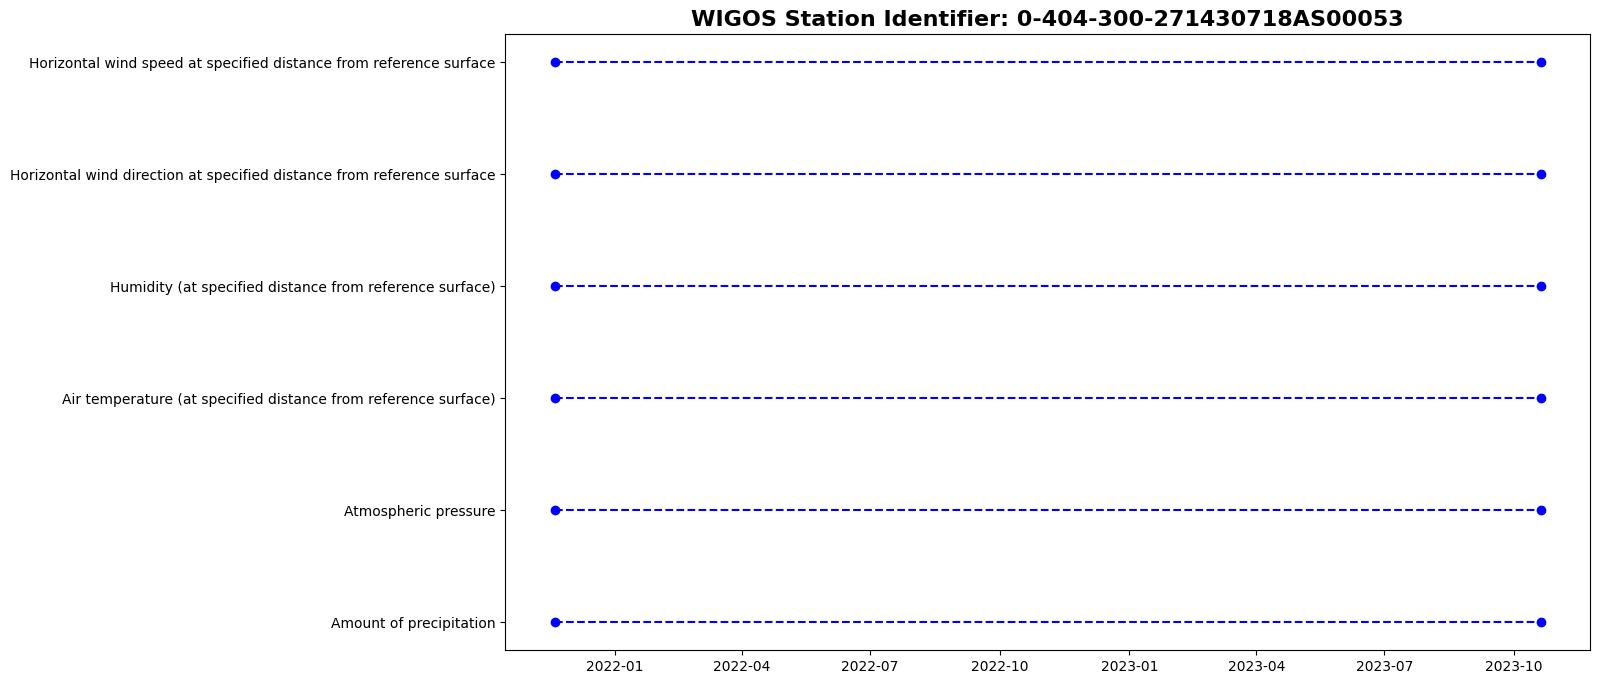 WIGOS Station Identifier: 0-404-300-271430718AS00053
Horizontal wind speed at specified distance from reference surface
Horizontal wind direction at specified distance from reference surface
Humidity (at specified distance from reference surface)
Air temperature (at specified distance from reference surface)
Atmospheric pressure
Amount of precipitation
2022-01 2022-04 2022-07 2022-10 2023-01 2023-04 2023-07 2023-10